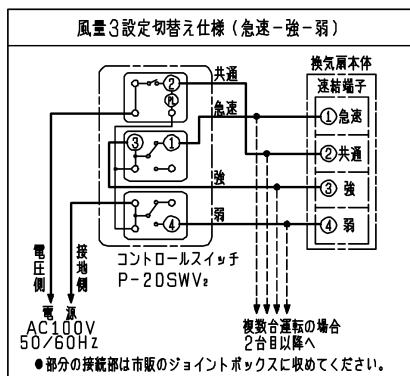 風量3設定切替え仕様(急速-強-弱)
換気扇本体
速結端子
共通
急速
強
弱
②
PL
③
①
④
①急速
②共通
③ 強
④ 弱
コントロールスイッチ
P-20SWV₂
電圧側
接地側
電 源
AC100V
50/60Hz
複数台運転の場合
2台目以降へ
●部分の接続部は市販のジョイントボックスに収めてください。